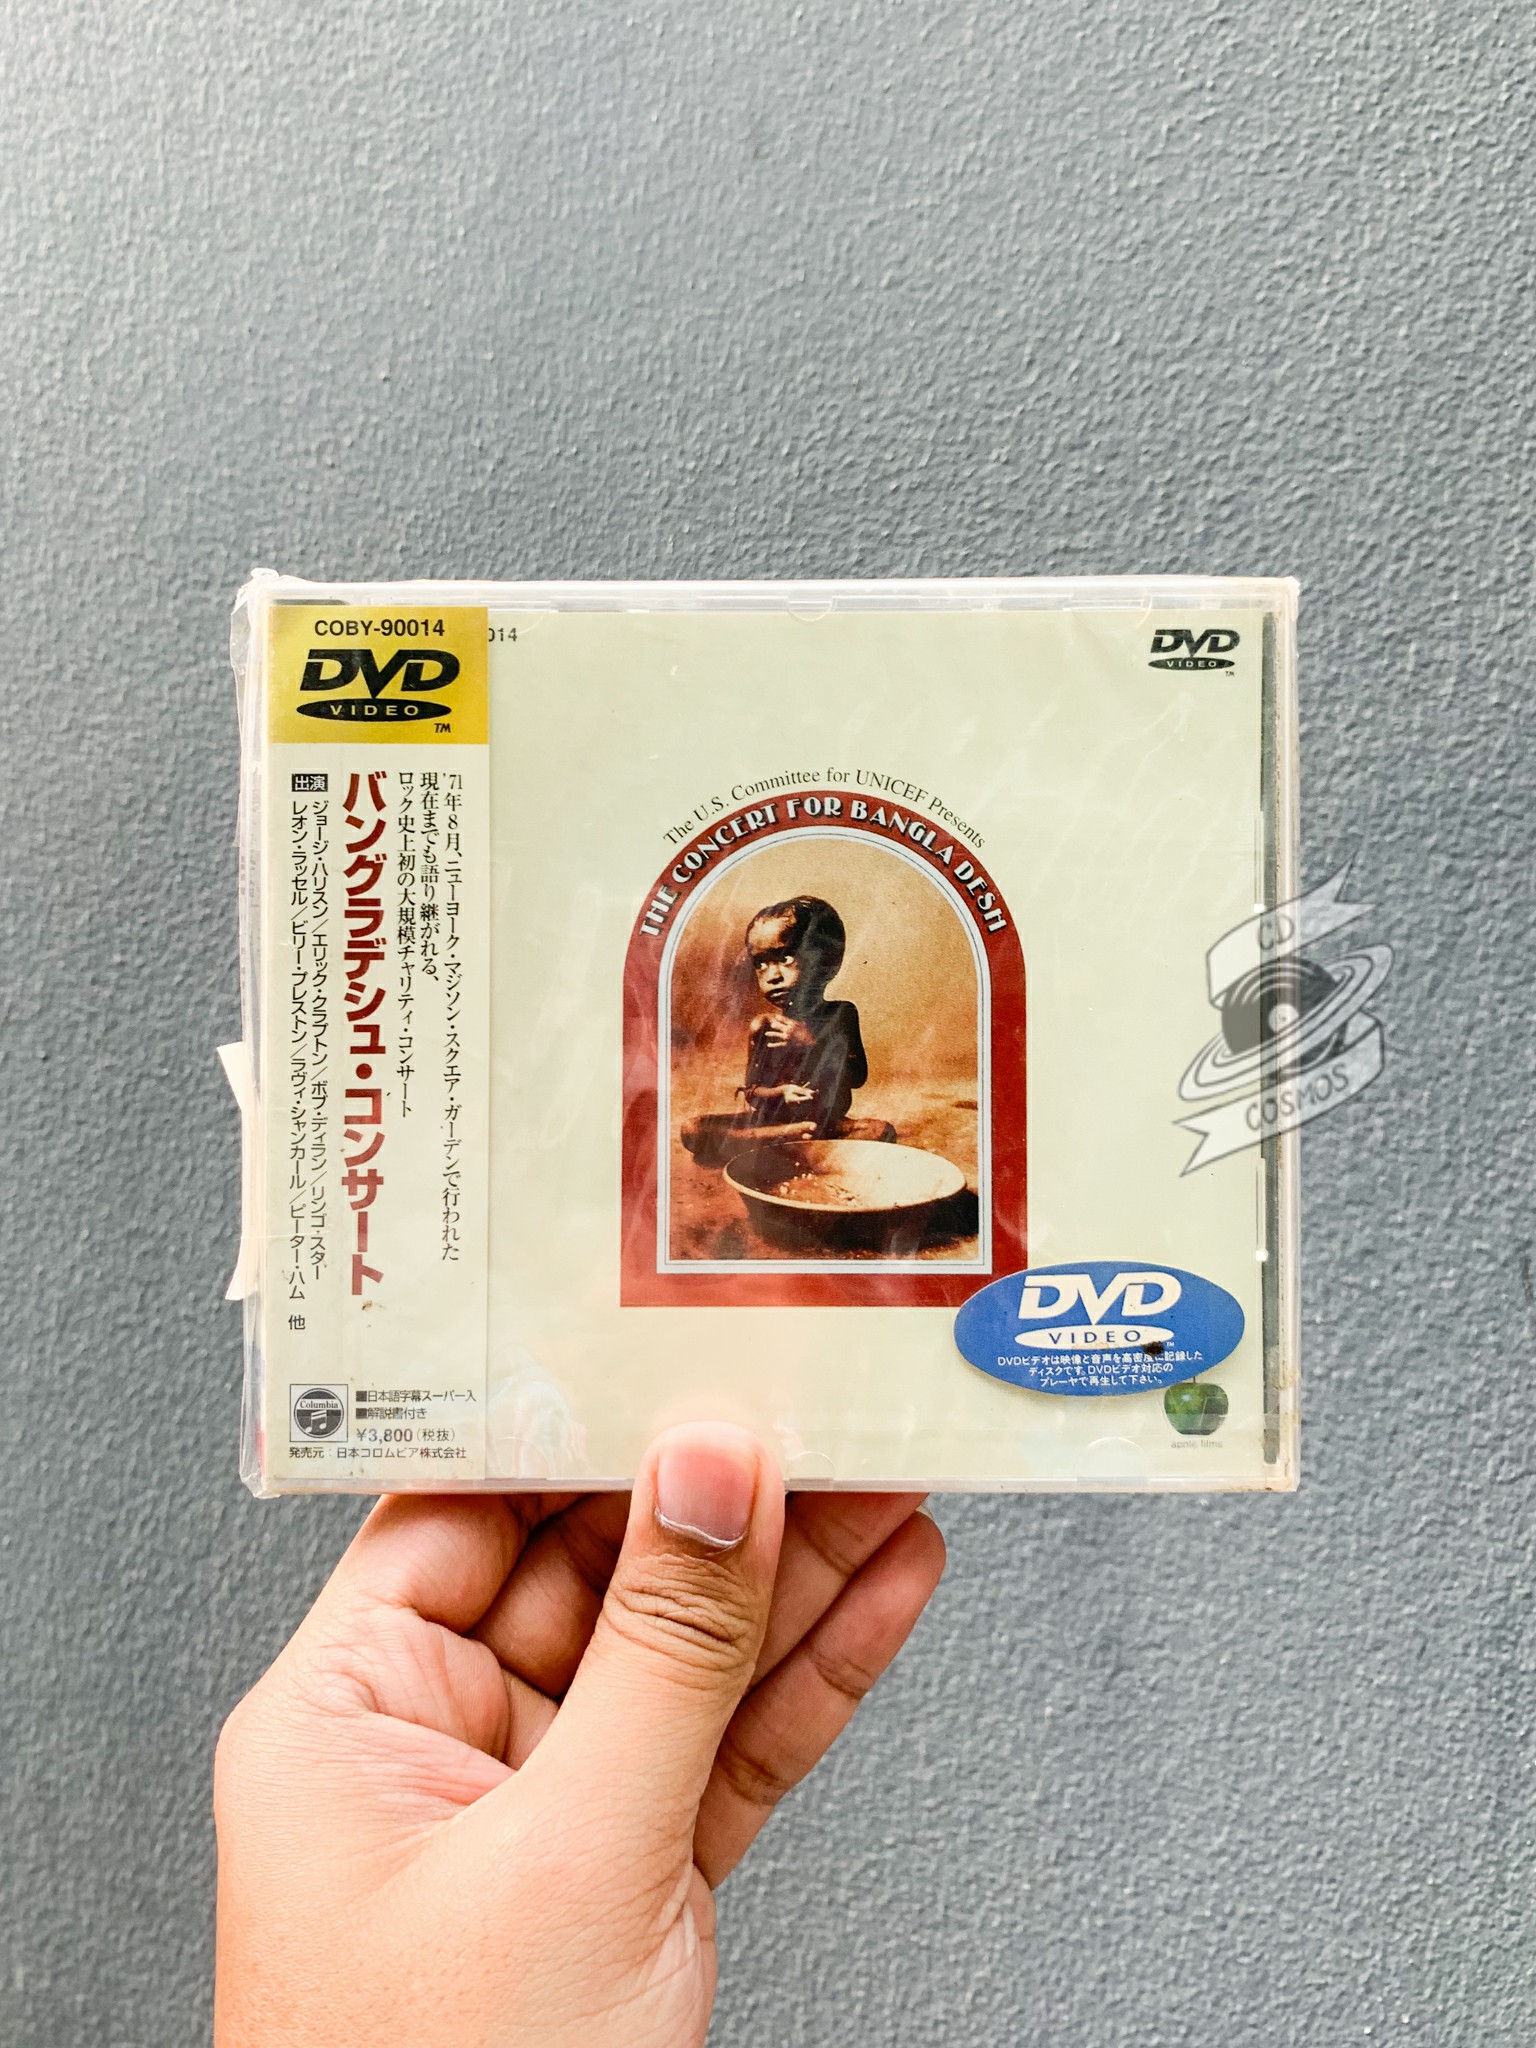 COBY-90014
DVD
VIDEO
TM
'71年8月、ニューヨーク・マジソン・スクエア・ガーデンで行われた
現在までも語り継がれる、
ロック史上初の大規模チャリティ・コンサート
バングラデシュ・コンサート
出演
ジョージ・ハリスン/エリック・クラプトン/ボブ・ディラン/リンゴ・スター
レオン・ラッセル/ビリー・プレストン/ラヴィ・シャンカール/ピーター・ハム 他
Columbia
■日本語字幕スーパー入
■解説書付き
¥3,800(税抜)
発売元:日本コロムビア株式会社
014
DVD
VIDEO
TM
The U.S. Committee for UNICEF Presents
THE CONCERT FOR BANGLA DESH
CD
COSMOS
DVD
VIDEO
TM
DVDビデオは映像と音声を高密度に記録した
ディスクです。DVDビデオ対応の
プレーヤで再生して下さい。
apple films